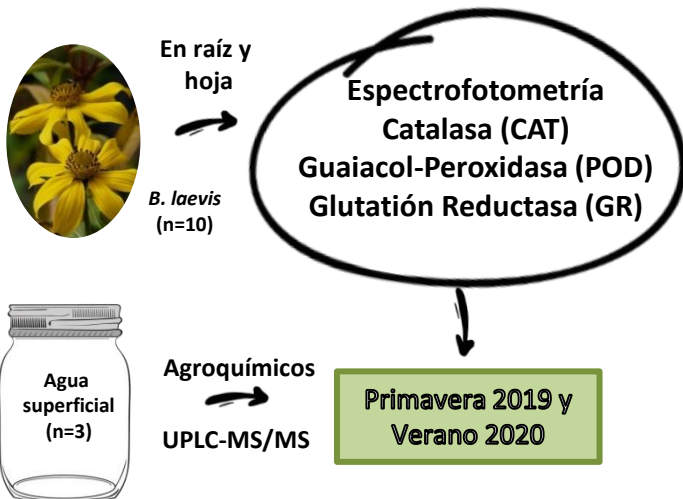 En raíz y
hoja
B. laevis
(n=10)
Espectrofotometría
Catalasa (CAT)
Guaiacol-Peroxidasa (POD)
Glutatión Reductasa (GR)
Agua
superficial
(n=3)
Agroquímicos
UPLC-MS/MS
Primavera 2019 y
Verano 2020